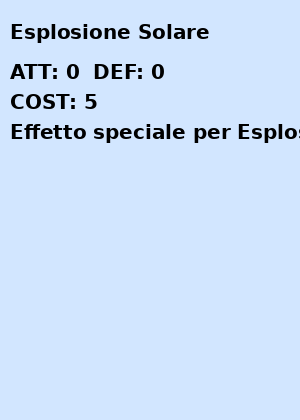 Esplosione Solare
ATT: 0  DEF: 0
COST: 5
Effetto speciale per Esplos